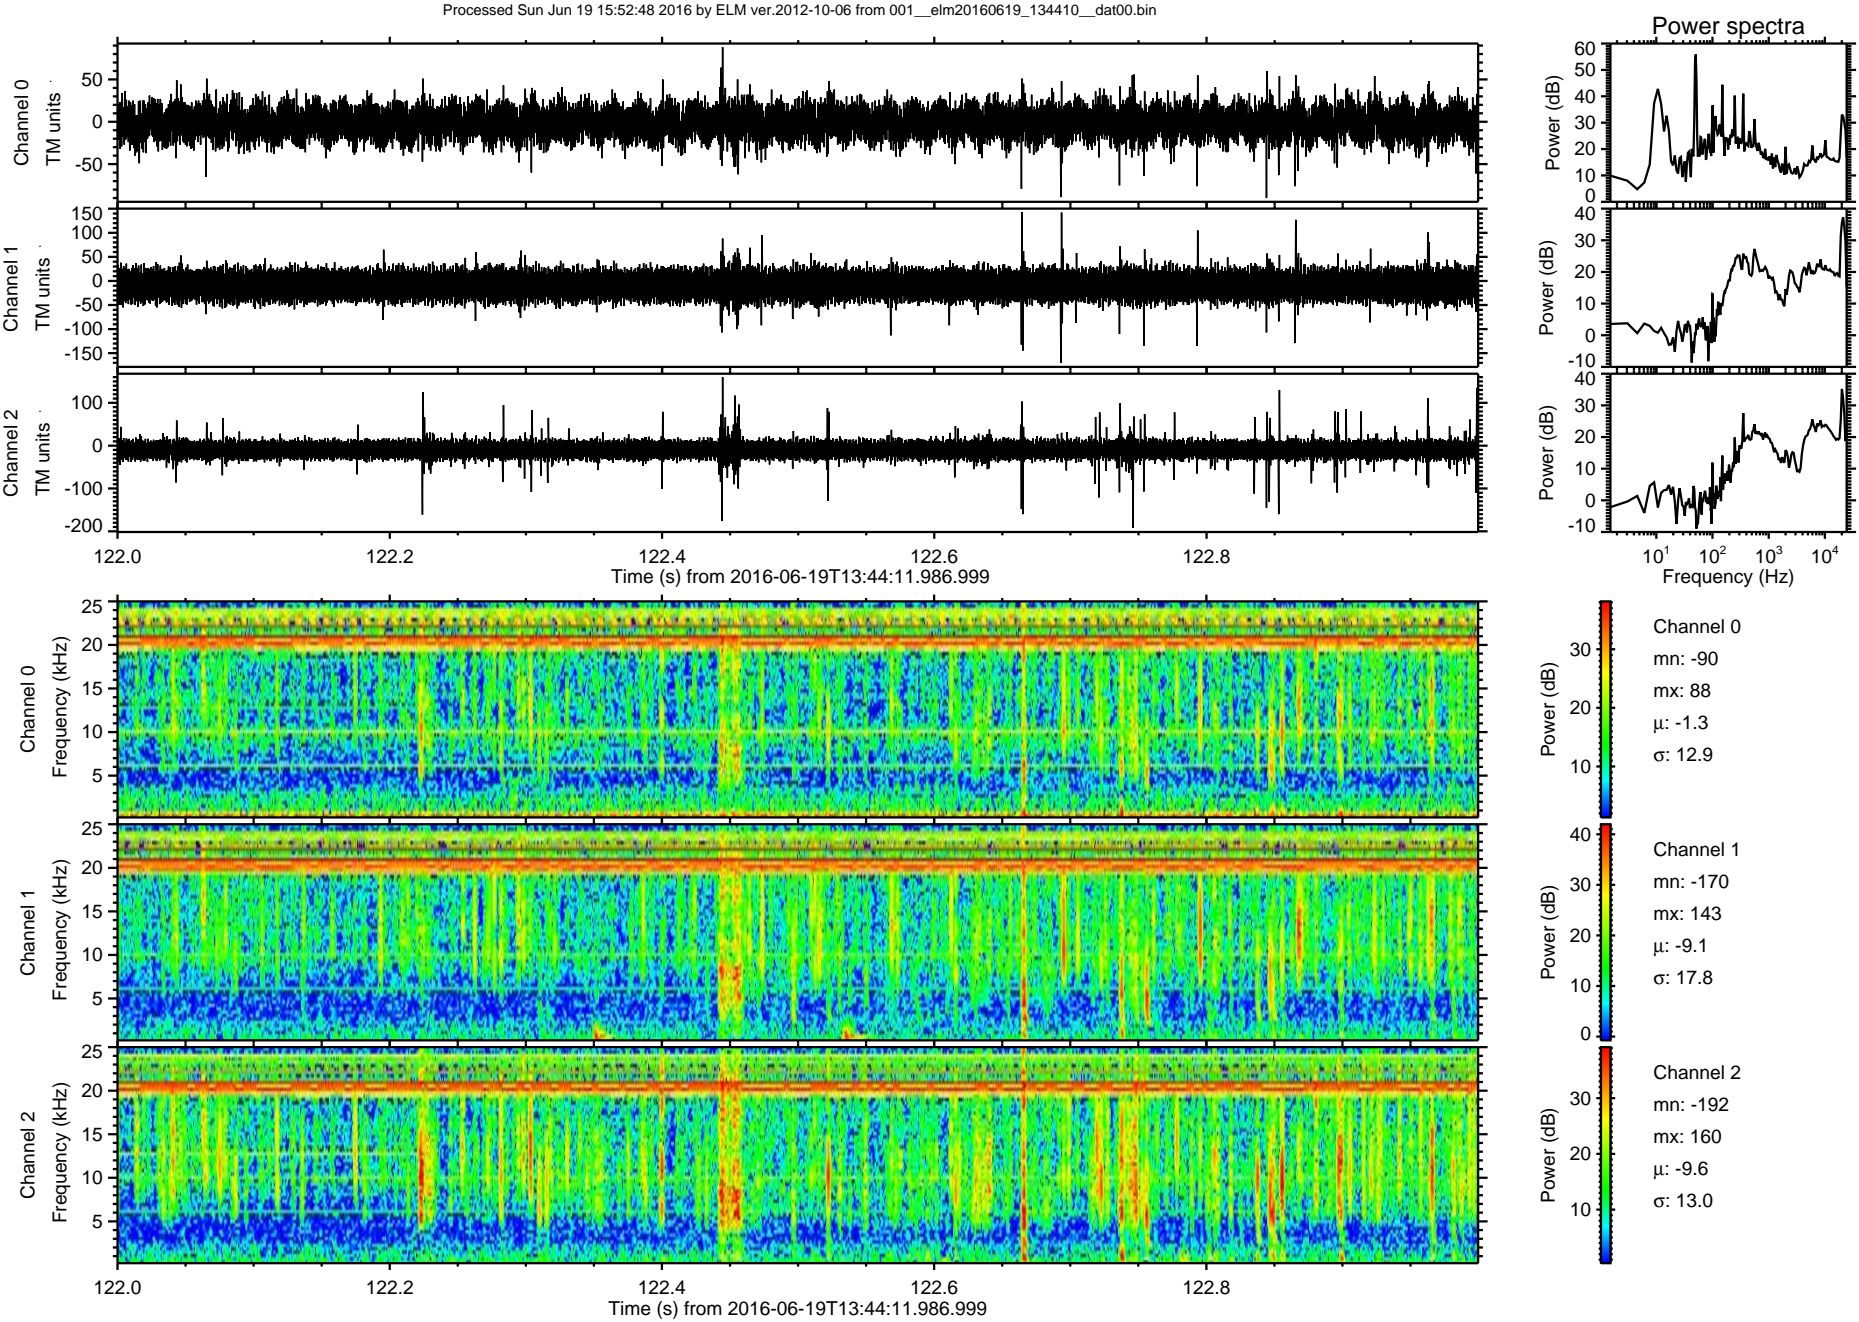 Processed Sun Jun 19 15:52:48 2016 by ELM ver.2012-10-06 from 001__elm20160619_134410__dat00.bin
Power spectra
Channel 0
TM units
50
0
-50
Power (dB)
60
50
40
30
20
10
0
Channel 1
TM units
150
100
50
0
-50
-100
-150
Power (dB)
40
30
20
10
0
-10
Channel 2
TM units
100
0
-100
-200
Power (dB)
40
30
20
10
0
-10
122.0 122.2 122.4 122.6 122.8
Time (s) from 2016-06-19T13:44:11.986.999
10¹ 10² 10³ 10⁴
Frequency (Hz)
Channel 0
Frequency (kHz)
25
20
15
10
5
Power (dB)
30
20
10
Channel 0
mn: -90
mx: 88
μ: -1.3
σ: 12.9
Channel 1
Frequency (kHz)
25
20
15
10
5
Power (dB)
40
30
20
10
0
Channel 1
mn: -170
mx: 143
μ: -9.1
σ: 17.8
Channel 2
Frequency (kHz)
25
20
15
10
5
Power (dB)
30
20
10
Channel 2
mn: -192
mx: 160
μ: -9.6
σ: 13.0
122.0 122.2 122.4 122.6 122.8
Time (s) from 2016-06-19T13:44:11.986.999